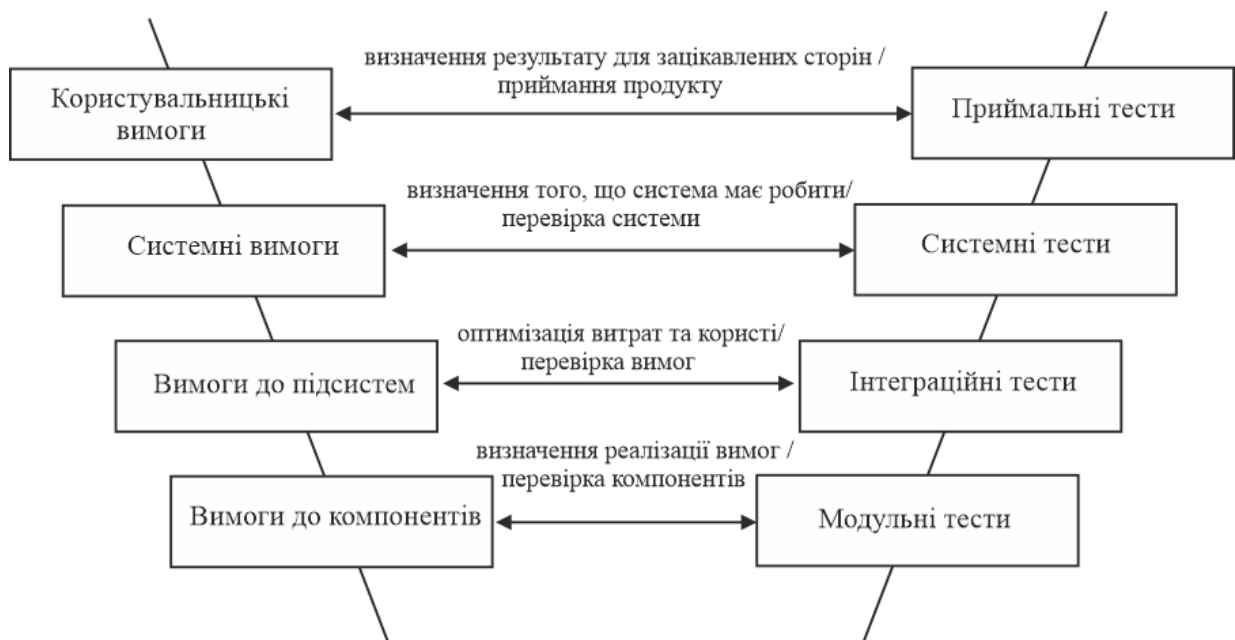 визначення результату для зацікавлених сторін /
приймання продукту
Користувальницькі
вимоги
Приймальні тести
визначення того, що система має робити/
перевірка системи
Системні вимоги
Системні тести
оптимізація витрат та користі/
перевірка вимог
Вимоги до підсистем
Інтеграційні тести
визначення реалізації вимог /
перевірка компонентів
Вимоги до компонентів
Модульні тести